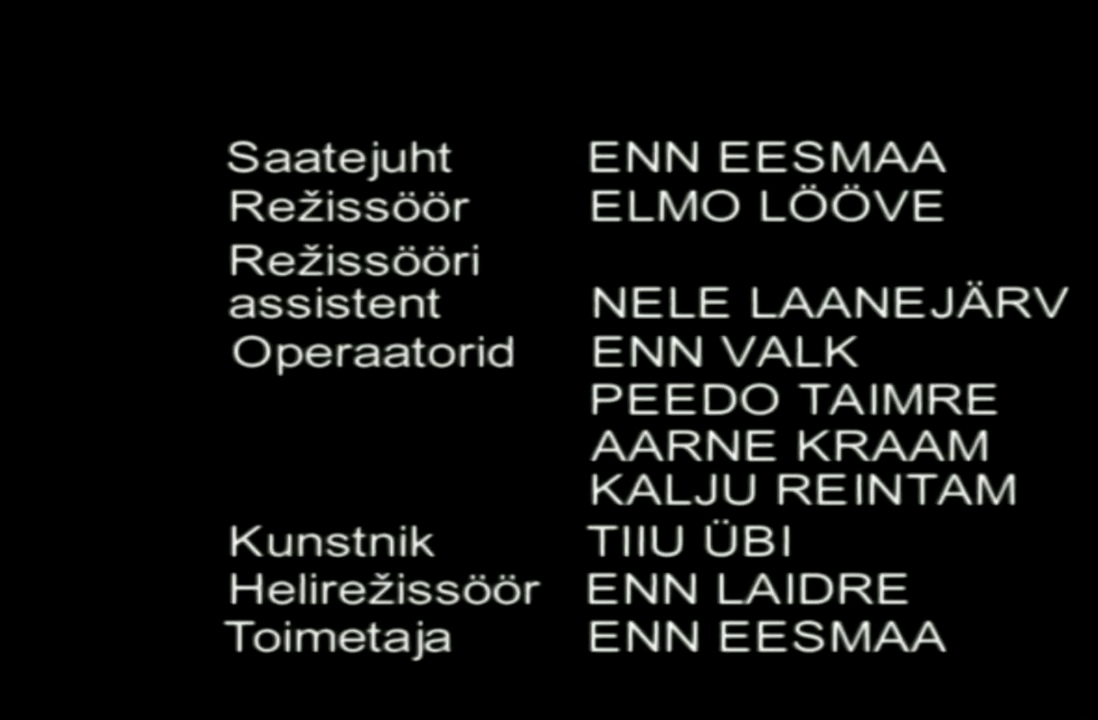 Saatejuht ENN EESMAA
Režissöör ELMO LÖÖVE
Režissööri
assistent NELE LAANEJÄRV
Operaatorid ENN VALK
PEEDO TAIMRE
AARNE KRAAM
KALJU REINTAM
Kunstnik TIIU ÜBI
Helirežissöör ENN LAIDRE
Toimetaja ENN EESMAA